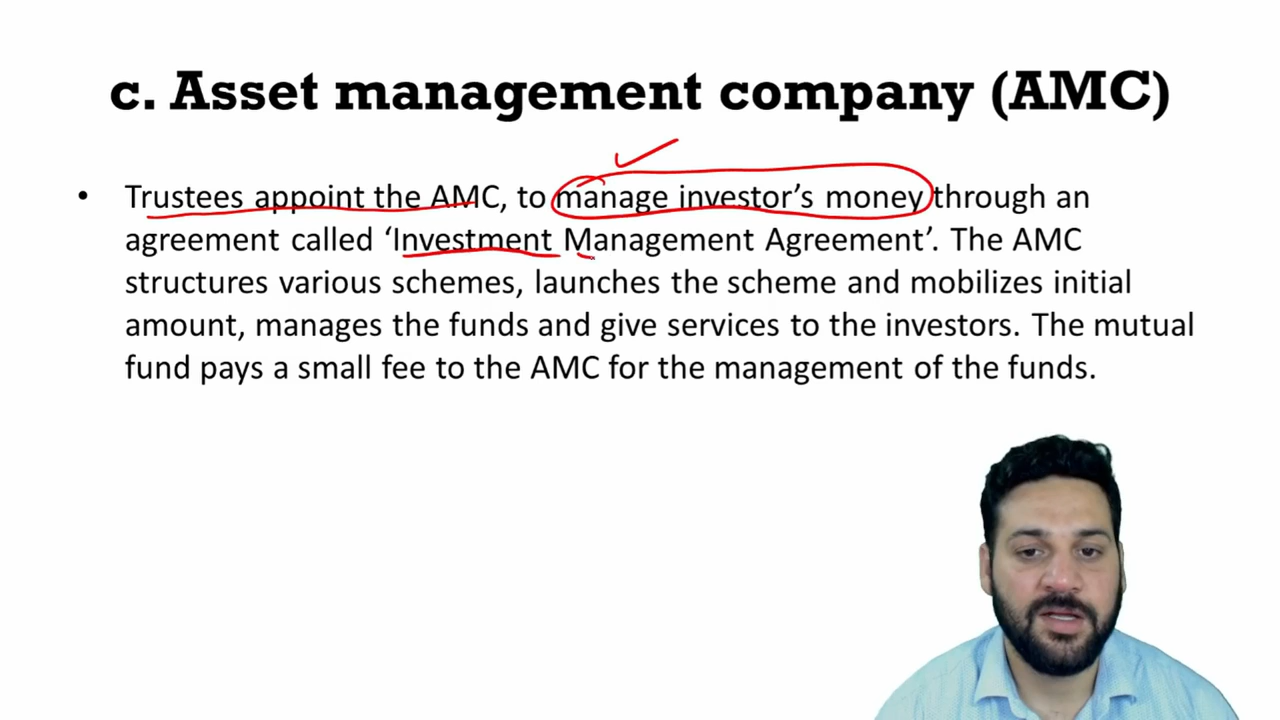 c. Asset management company (AMC)
• Trustees appoint the AMC, to manage investor’s money through an
agreement called ‘Investment Management Agreement’. The AMC
structures various schemes, launches the scheme and mobilizes initial
amount, manages the funds and give services to the investors. The mutual
fund pays a small fee to the AMC for the management of the funds.